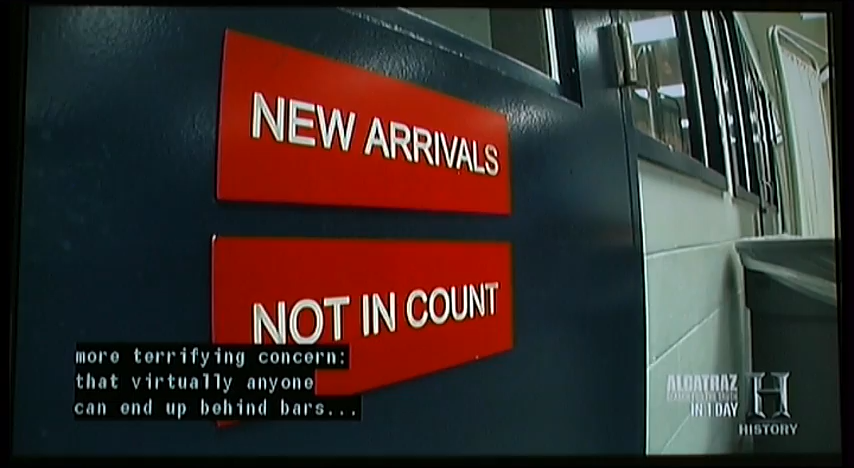 NEW ARRIVALS
NOT IN COUNT
more terrifying concern:
that virtually anyone
can end up behind bars...
ALCATRAZ
IN 1 DAY
H
HISTORY